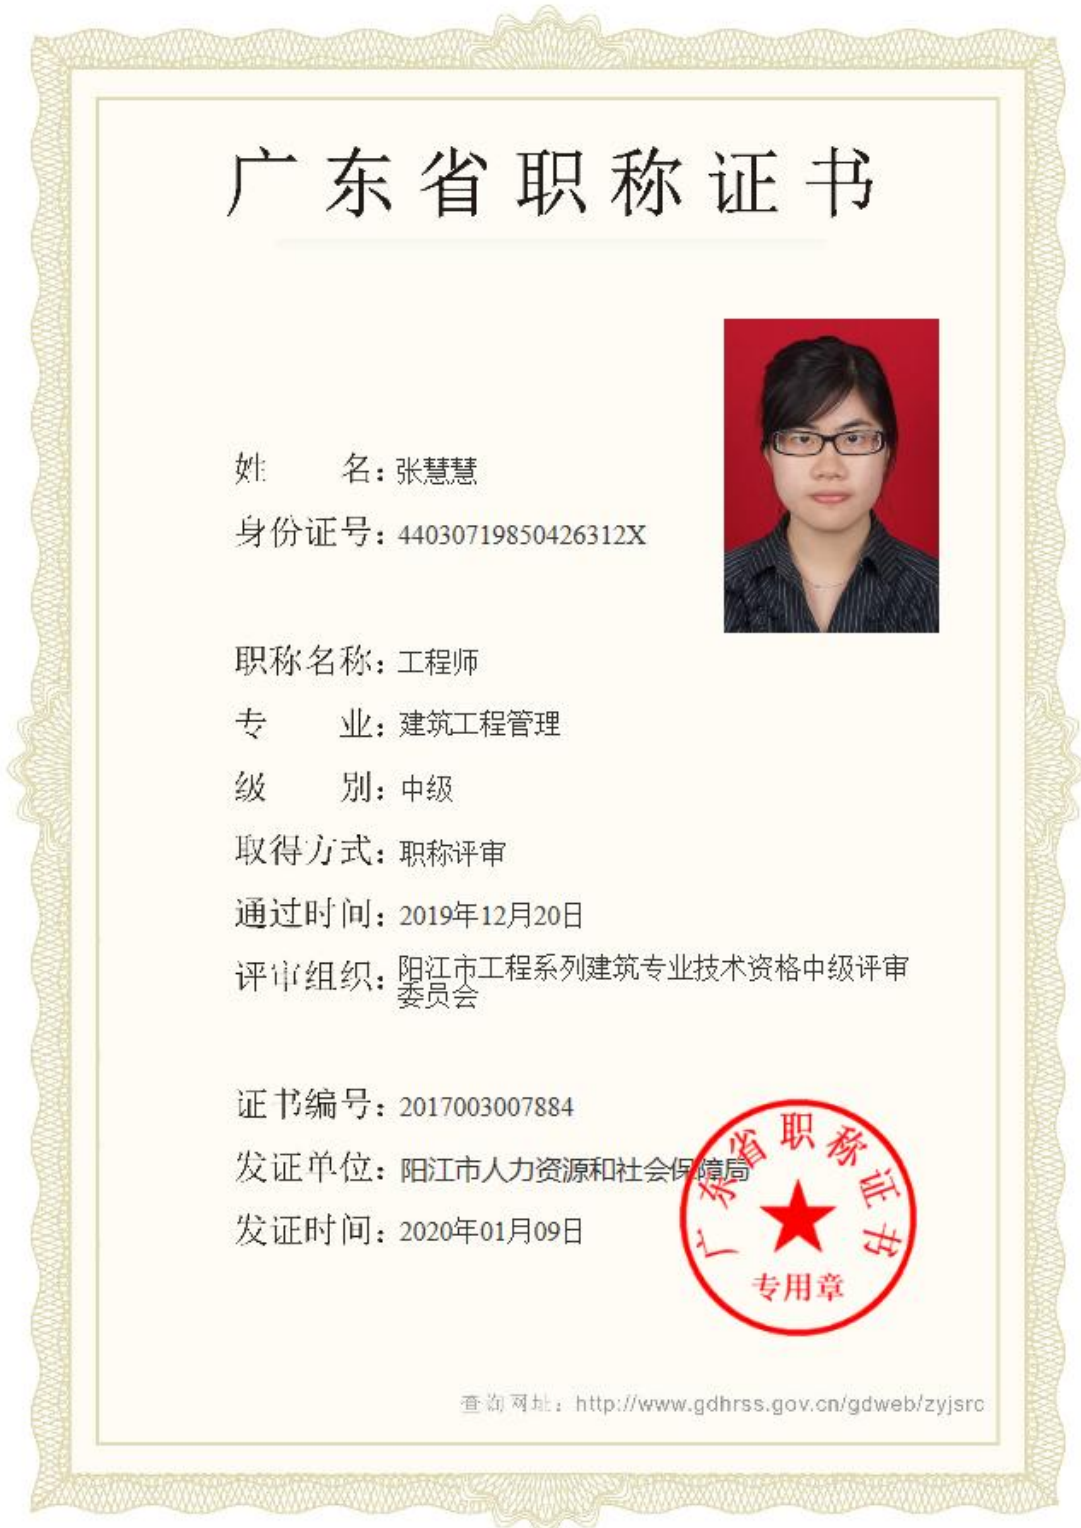 广东省职称证书
姓名：张慧慧
身份证号：44030719850426312X
职称名称：工程师
专业：建筑工程管理
级别：中级
取得方式：职称评审
通过时间：2019年12月20日
评审组织：阳江市工程系列建筑专业技术资格中级评审
委员会
证书编号：2017003007884
发证单位：阳江市人力资源和社会保障局
发证时间：2020年01月09日
广东省职称证书
专用章
查询网址：http://www.gdhrss.gov.cn/gdweb/zyjsrc